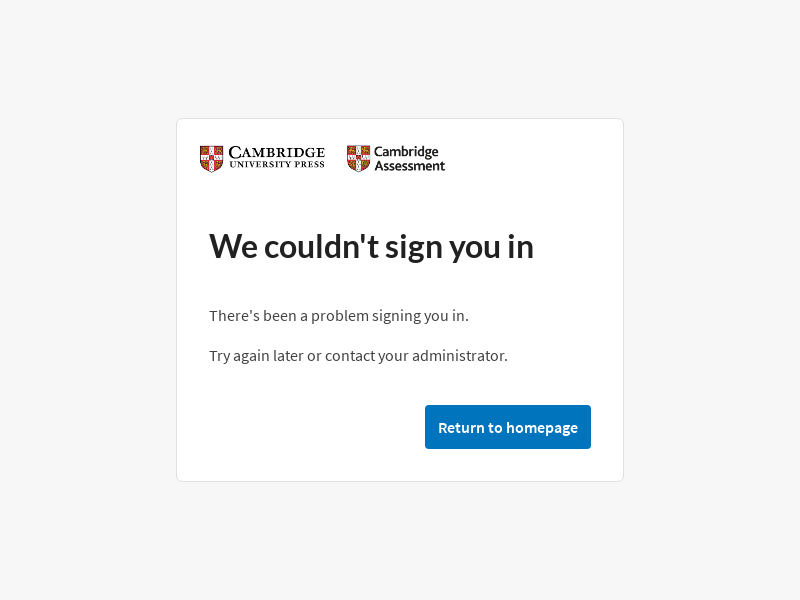 CAMBRIDGE
UNIVERSITY PRESS
Cambridge
Assessment
We couldn't sign you in
There's been a problem signing you in.
Try again later or contact your administrator.
Return to homepage